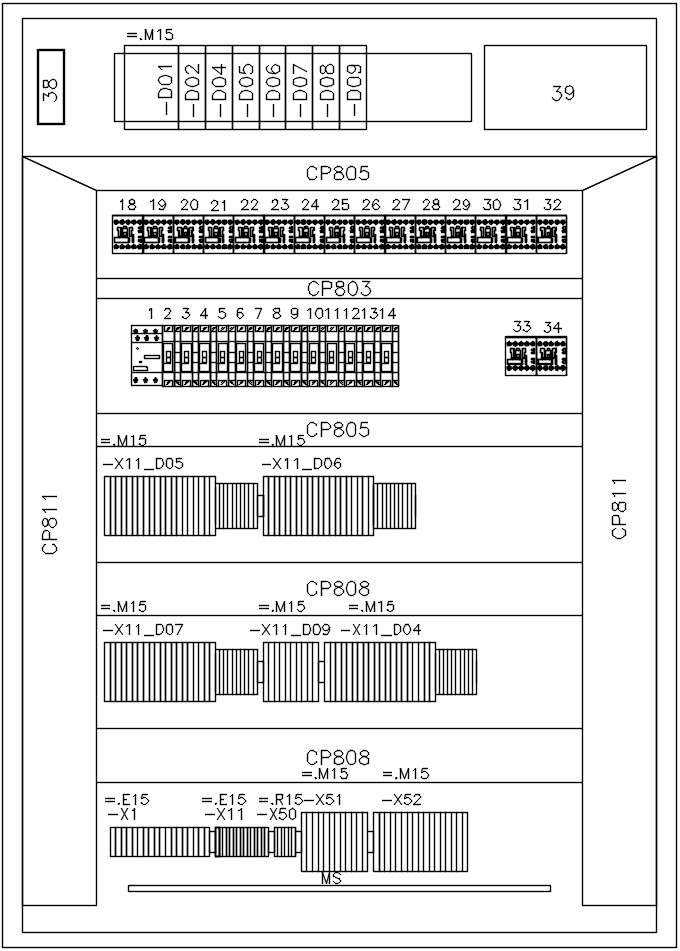 =.M15
38
-D01 -D02 -D04 -D05 -D06 -D07 -D08 -D09
39
CP805
18 19 20 21 22 23 24 25 26 27 28 29 30 31 32
CP803
1 2 3 4 5 6 7 8 9 10 11 12 13 14
33 34
CP805
=.M15 =.M15
-X11_D05 -X11_D06
CP811
CP811
CP808
=.M15 =.M15 =.M15
-X11_D07 -X11_D09 -X11_D04
CP808
=.M15 =.M15
=.E15 =.E15 =.R15 -X51 -X52
-X1 -X11 -X50
MS